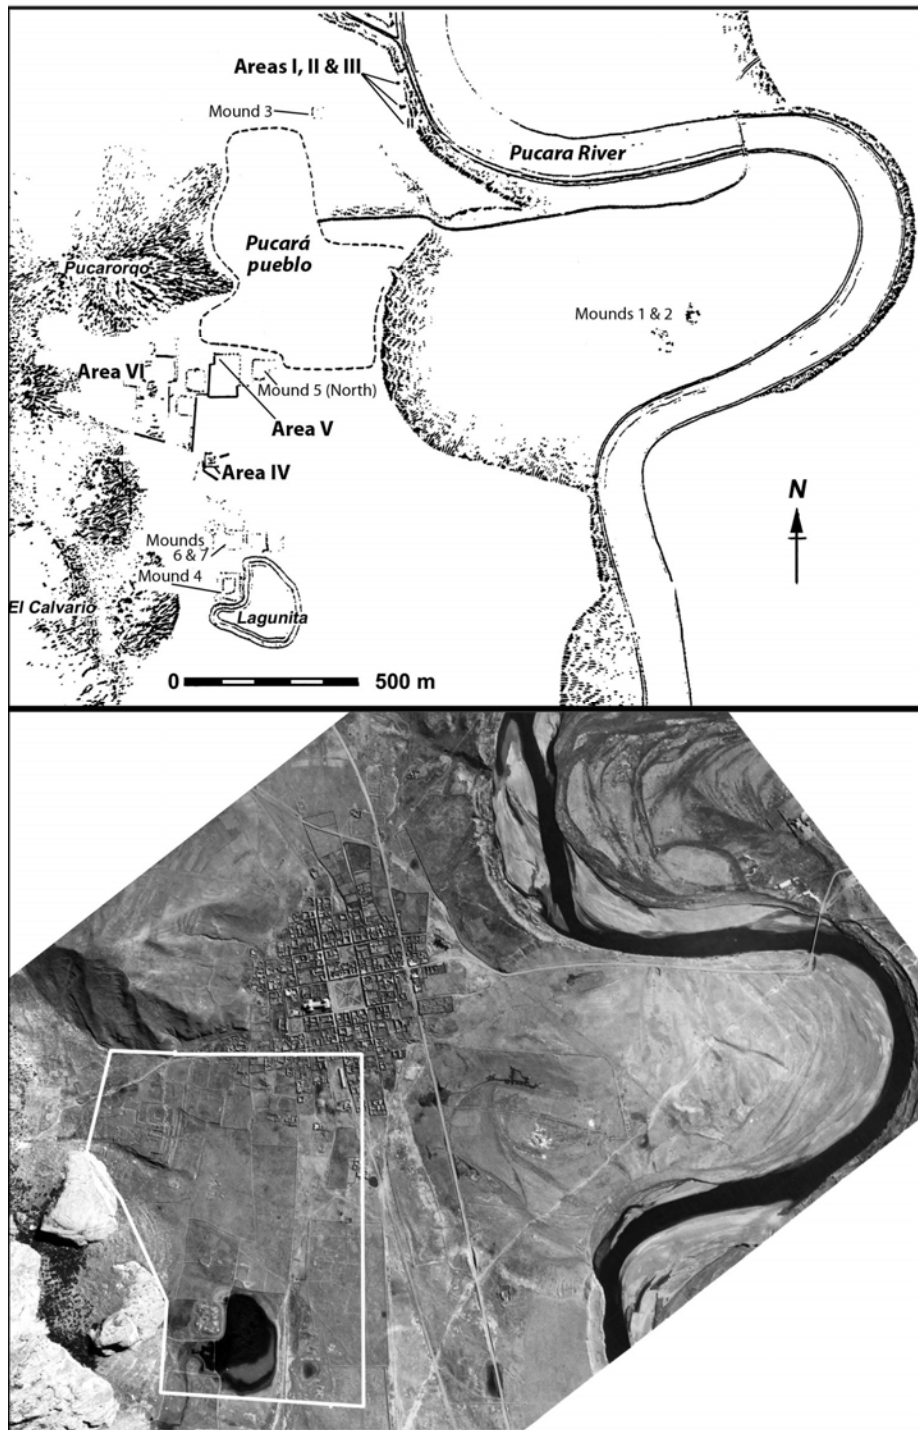 Areas I, II & III
Mound 3
Pucara River
Pucará
pueblo
Pucarorqo
Mounds 1 & 2
Area VI
Mound 5 (North)
Area V
Area IV
N
Mounds
6 & 7
Mound 4
El Calvario
Lagunita
0
500 m